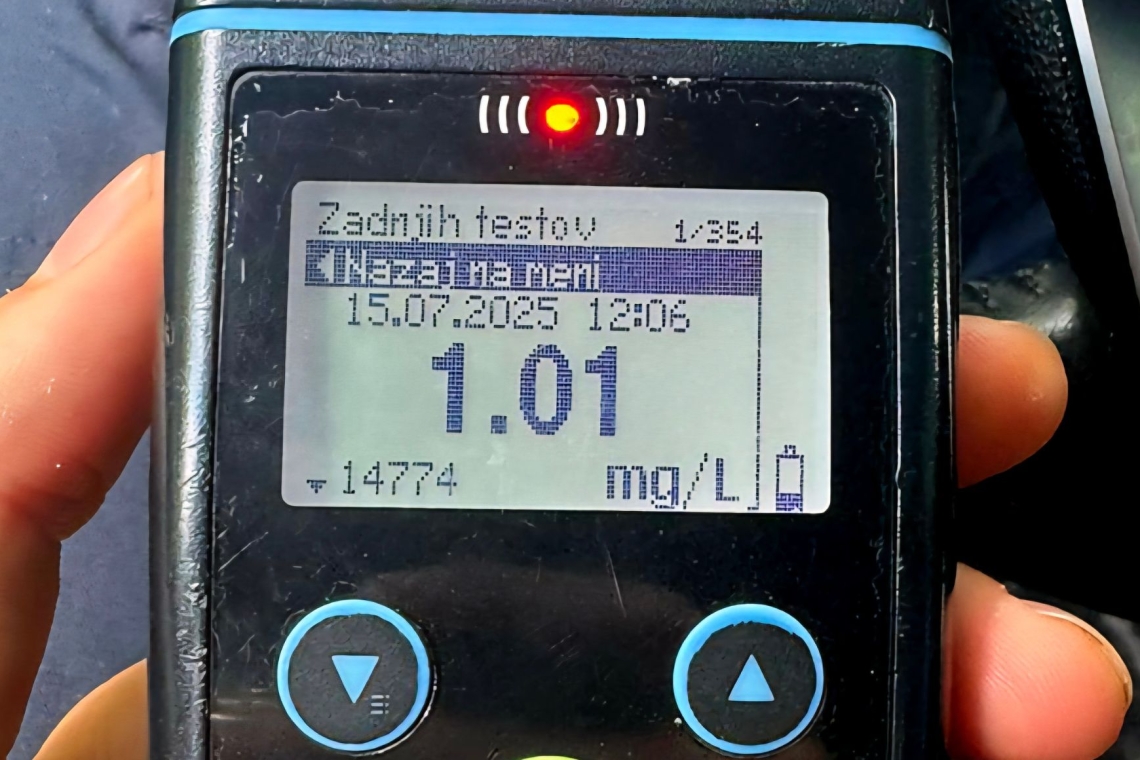 Zadnjih testov 1/354
Nazaj na meni
15.07.2025 12:06
1.01
14774 mg/L